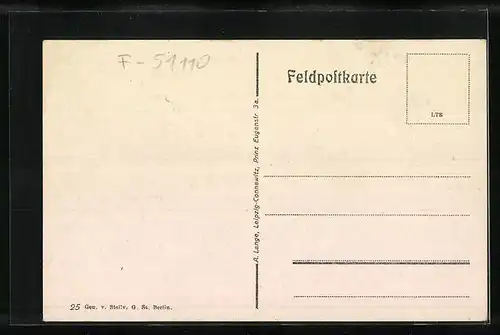 F-51110
Feldpostkarte
LTS
A. Lange, Leipzig-Connewitz, Prinz Eugenstr 3a.
25 Gen. v. Stellv. G. St. Berlin.